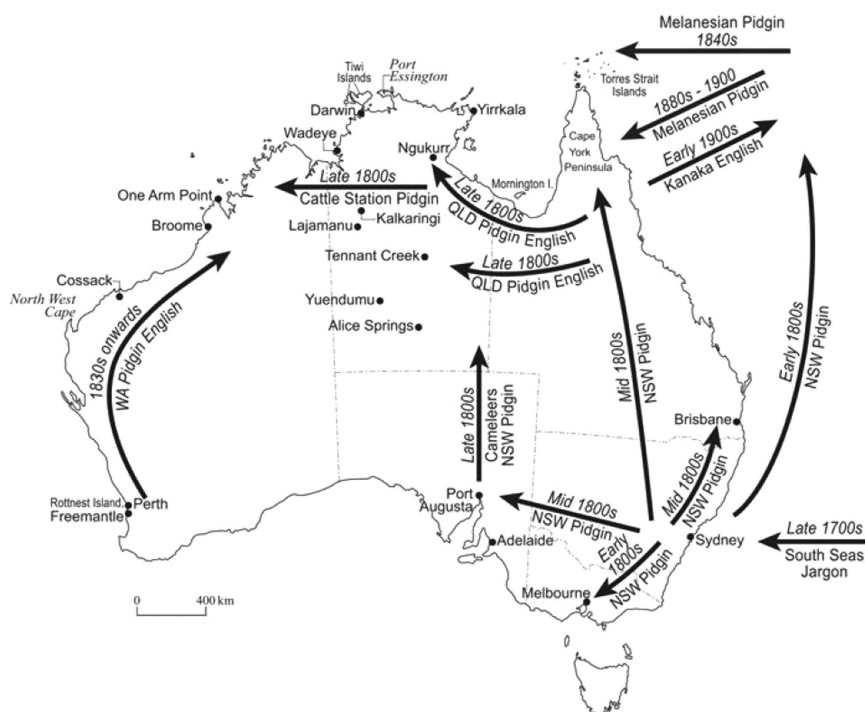 Melanesian Pidgin
1840s
Torres Strait
Islands
1880s - 1900
Melanesian Pidgin
Early 1900s
Kanaka English
Tiwi
Islands
Port
Essington
Darwin
Yirrkala
Wadeye
Ngukurr
Cape
York
Peninsula
Mornington I.
Late 1800s
Cattle Station Pidgin
Late 1800s
QLD Pidgin English
One Arm Point
Kalkaringi
Broome
Lajamanu
Tennant Creek
Late 1800s
QLD Pidgin English
Cossack
North West
Cape
Yuendumu
Alice Springs
1830s onwards
WA Pidgin English
Mid 1800s
NSW Pidgin
Early 1800s
NSW Pidgin
Late 1800s
Cameleers
NSW Pidgin
Brisbane
Mid 1800s
NSW Pidgin
Rottnest Island
Perth
Freemantle
Port
Augusta
Mid 1800s
NSW Pidgin
Adelaide
Early
1800s
NSW Pidgin
Sydney
Late 1700s
South Seas
Jargon
Melbourne
0 400 km